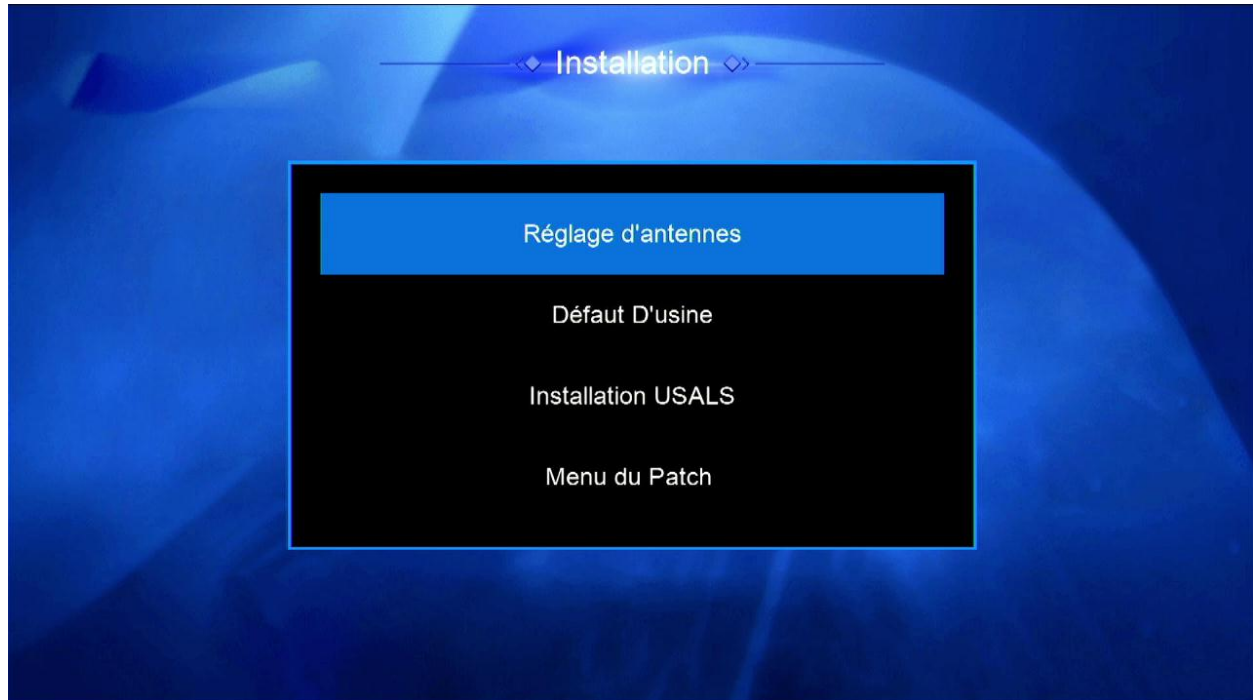 Installation
Réglage d'antennes
Défaut D'usine
Installation USALS
Menu du Patch